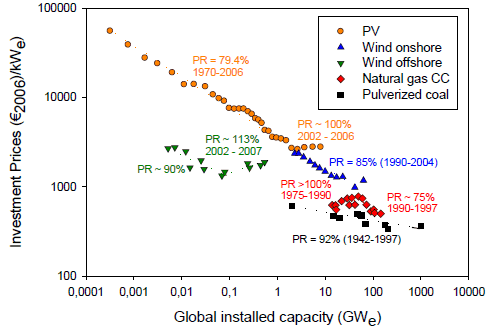 100000
10000
1000
100
Investment Prices (€2006)/kWe)
PV
Wind onshore
Wind offshore
Natural gas CC
Pulverized coal
PR = 79.4%
1970-2006
PR ~ 100%
2002 - 2006
PR ~ 113%
2002 - 2007
PR ~ 90%
PR = 85% (1990-2004)
PR >100%
1975-1990
PR ~ 75%
1990-1997
PR = 92% (1942-1997)
0,0001 0,001 0,01 0,1 1 10 100 1000 10000
Global installed capacity (GWe)